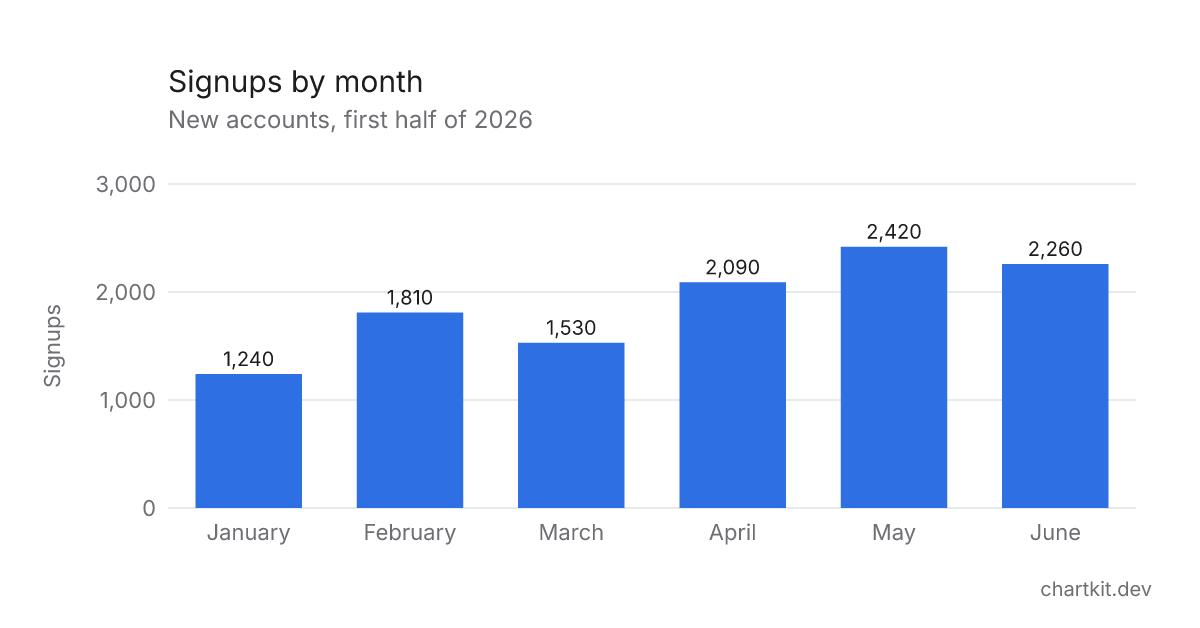 Signups by month
New accounts, first half of 2026
Signups
3,000
2,000
1,000
0
1,240
1,810
1,530
2,090
2,420
2,260
January
February
March
April
May
June
chartkit.dev